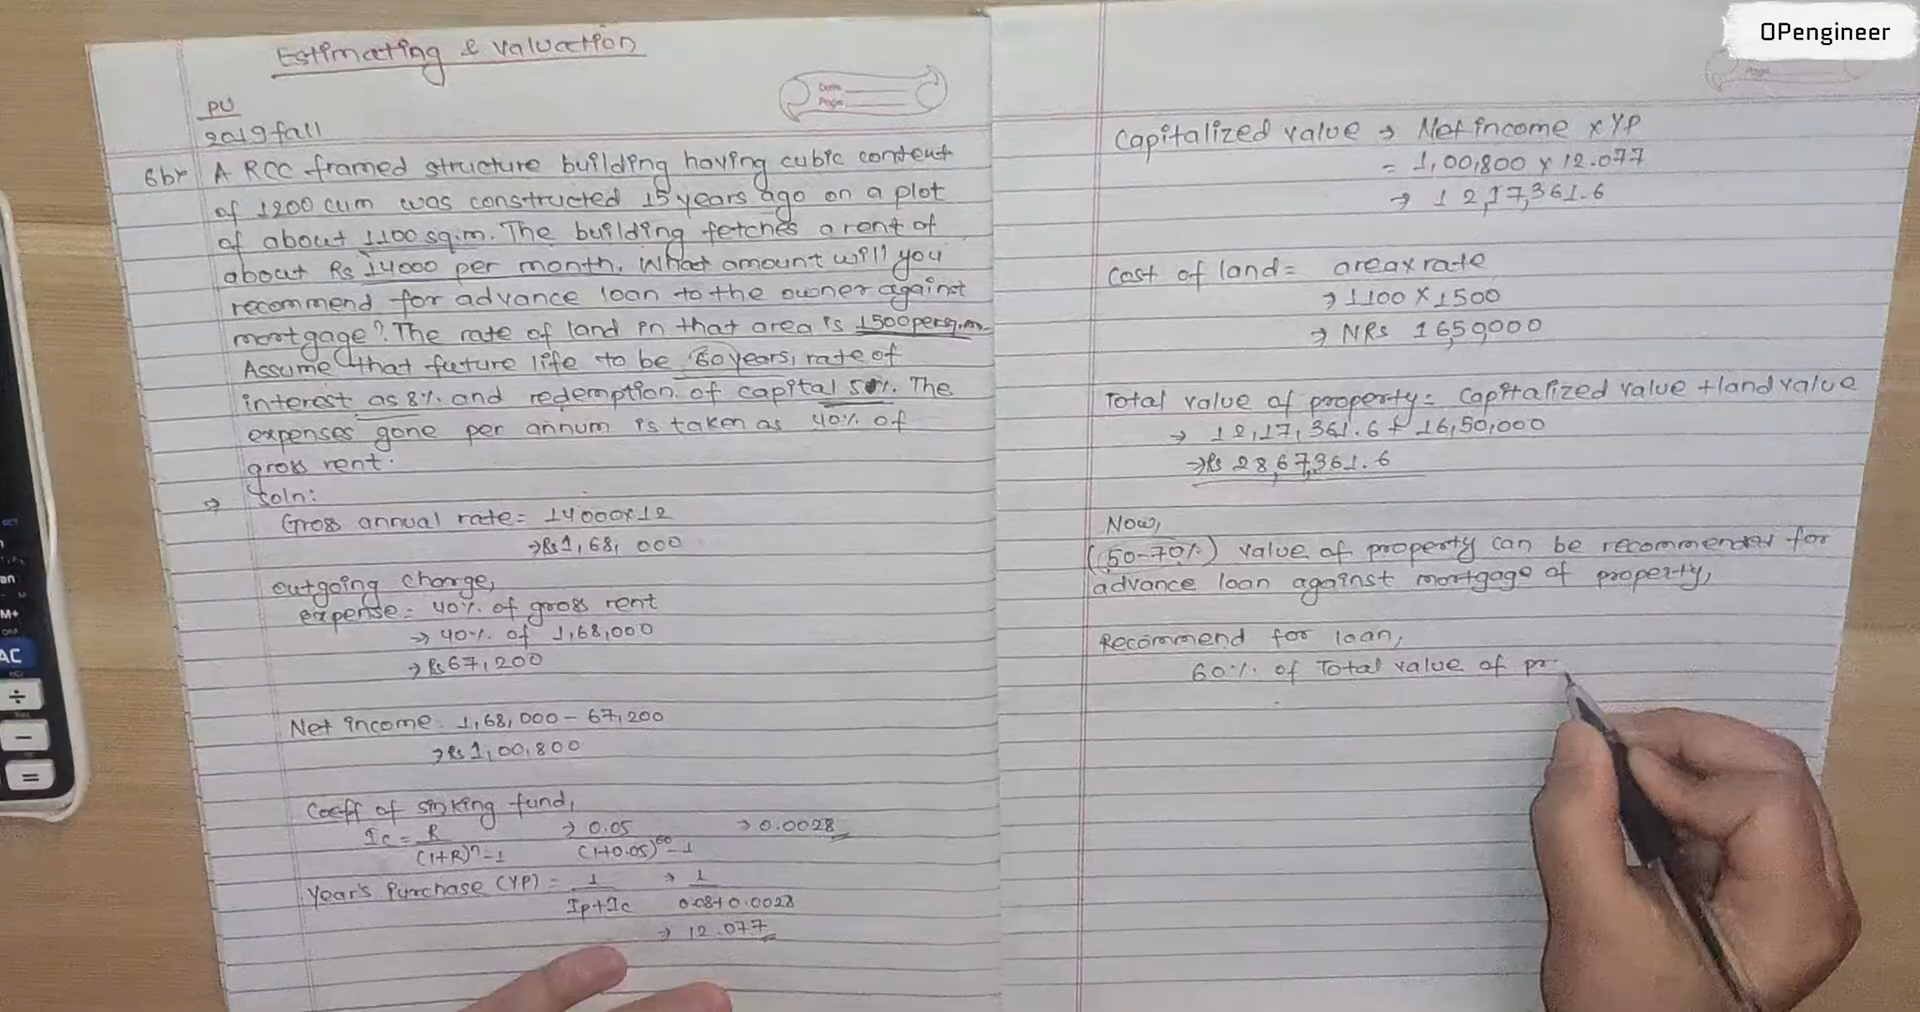 OPengineer
Estimating & valuation
Date
Page
PU
2019 fall
6b) A RCC framed structure building having cubic content
of 1200 cum was constructed 15 years ago on a plot
of about 1100 sq.m. The building fetches a rent of
about Rs 14000 per month. What amount will you
recommend for advance loan to the owner against
mortgage? The rate of land in that area is 1500 per sq.m.
Assume that future life to be 60 years, rate of
interest as 8% and redemption of capital 5%. The
expenses gone per annum is taken as 40% of
gross rent.
→ Soln:
Gross annual rate = 14000x12
→ Rs 1,68,000
outgoing charge,
expense = 40% of gross rent
→ 40% of 1,68,000
→ Rs 67,200
Net income = 1,68,000 - 67,200
→ Rs 1,00,800
Coeff of sinking fund,
Ic = R / (1+R)^n - 1 → 0.05 / (1+0.05)^60 - 1 → 0.0028
Year's Purchase (YP) = 1 / Ip+Ic → 1 / 0.08+0.0028
→ 12.077
Page
Capitalized value → Net income x YP
= 1,00,800 x 12.077
→ 12,17,361.6
Cost of land = area x rate
→ 1100 x 1500
→ NRs 1650,000
Total value of property = Capitalized value + land value
→ 12,17,361.6 + 16,50,000
→ Rs 28,67,361.6
Now,
(50-70%) value of property can be recommended for
advance loan against mortgage of property,
Recommend for loan,
60% of Total value of pr
M+
AC
÷
−
=